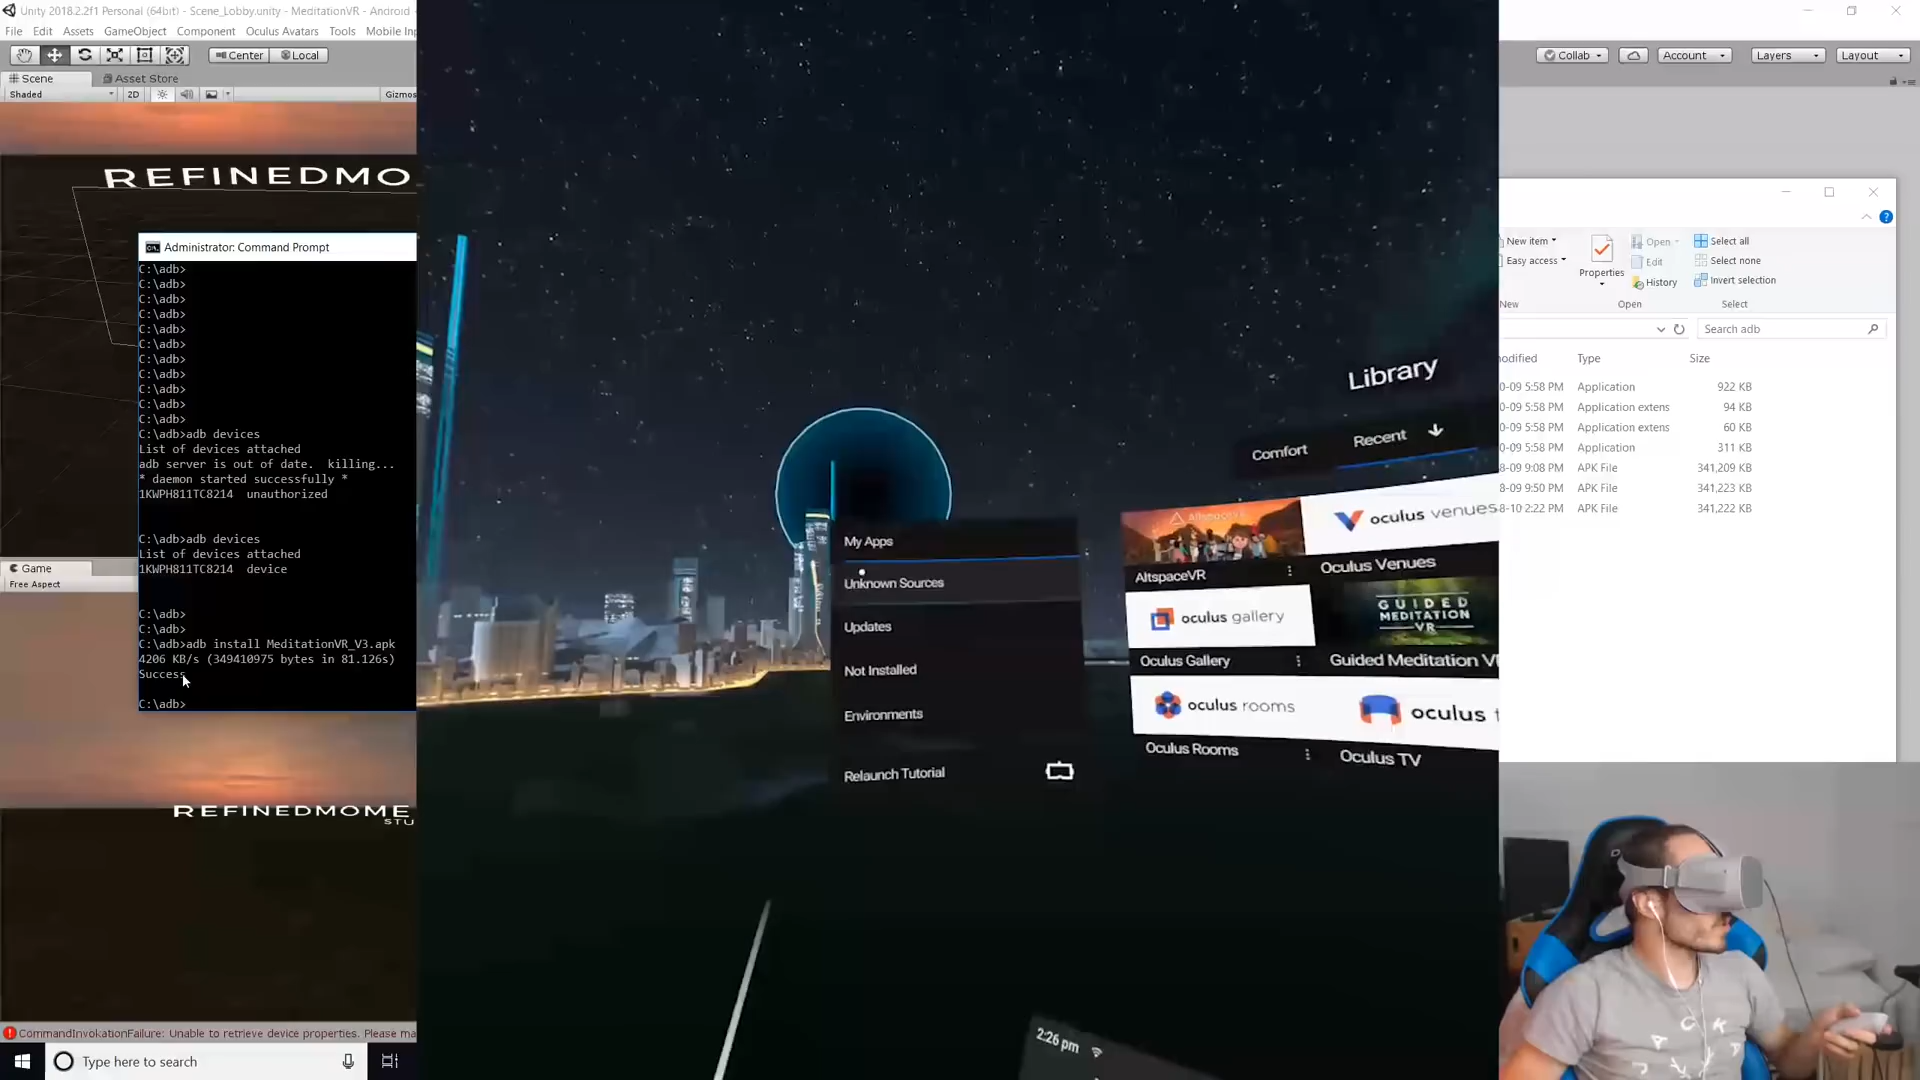 Unity 2018.2.2f1 Personal (64bit) - Scene_Lobby.unity - MeditationVR - Android
File Edit Assets GameObject Component Oculus Avatars Tools Mobile Inp
Center Local
Collab Account Layers Layout
Scene Asset Store
Shaded 2D Gizmos
REFINEDMO
Administrator: Command Prompt
C:\adb>
C:\adb>
C:\adb>
C:\adb>
C:\adb>
C:\adb>
C:\adb>
C:\adb>
C:\adb>
C:\adb>
C:\adb>
C:\adb>adb devices
List of devices attached
adb server is out of date.  killing...
* daemon started successfully *
1KWPH811TC8214 unauthorized
C:\adb>adb devices
List of devices attached
1KWPH811TC8214 device
C:\adb>
C:\adb>
C:\adb>adb install MeditationVR_V3.apk
4206 KB/s (349410975 bytes in 81.126s)
Success
C:\adb>
Game
Free Aspect
REFINEDMOME
STU
CommandInvokationFailure: Unable to retrieve device properties. Please ma
Type here to search
My Apps
Unknown Sources
Updates
Not Installed
Environments
Relaunch Tutorial
Library
Comfort Recent
AltspaceVR
AltspaceVR
oculus venues
Oculus Venues
oculus gallery
Oculus Gallery
GUIDED
MEDITATION
VR
Guided Meditation VR
oculus rooms
Oculus Rooms
oculus t
Oculus TV
2:26 pm
New item Open Select all
Easy access Edit Select none
Properties History Invert selection
New Open Select
Search adb
odified Type Size
0-09 5:58 PM Application 922 KB
0-09 5:58 PM Application extens 94 KB
0-09 5:58 PM Application extens 60 KB
0-09 5:58 PM Application 311 KB
8-09 9:08 PM APK File 341,209 KB
8-09 9:50 PM APK File 341,223 KB
8-10 2:22 PM APK File 341,222 KB